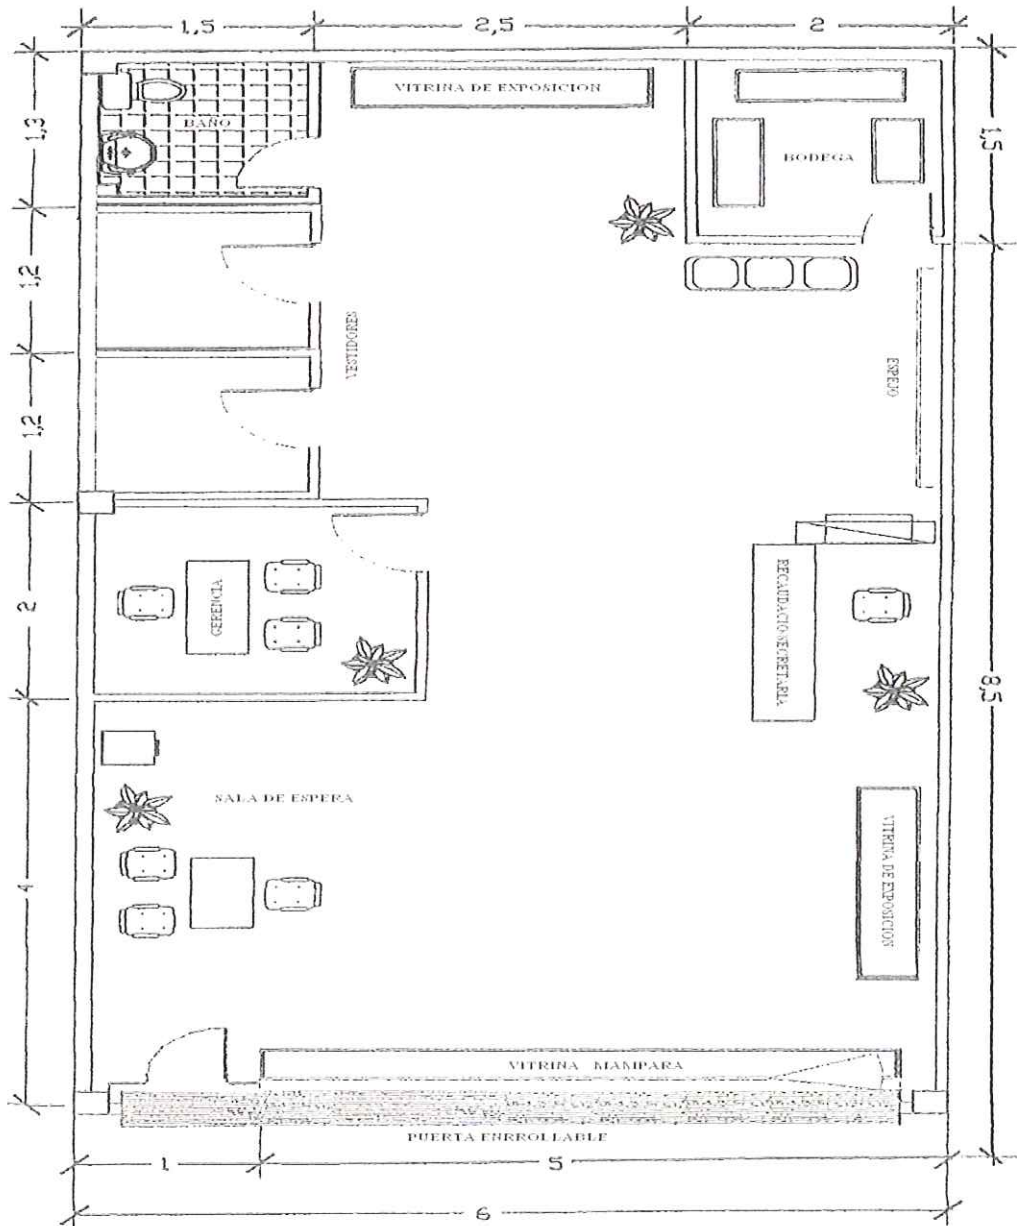 1,5
2,5
2
VITRINA DE EXPOSICION
BAÑO
BODEGA
1,3
1,5
1,2
VESTIDORES
ESPEJO
1,2
GERENCIA
RECAUDACIO/SECRETARIA
2
8,5
SALA DE ESPERA
VITRINA DE EXPOSICION
4
VITRINA MAMPARA
PUERTA ENRROLLABLE
1
5
6